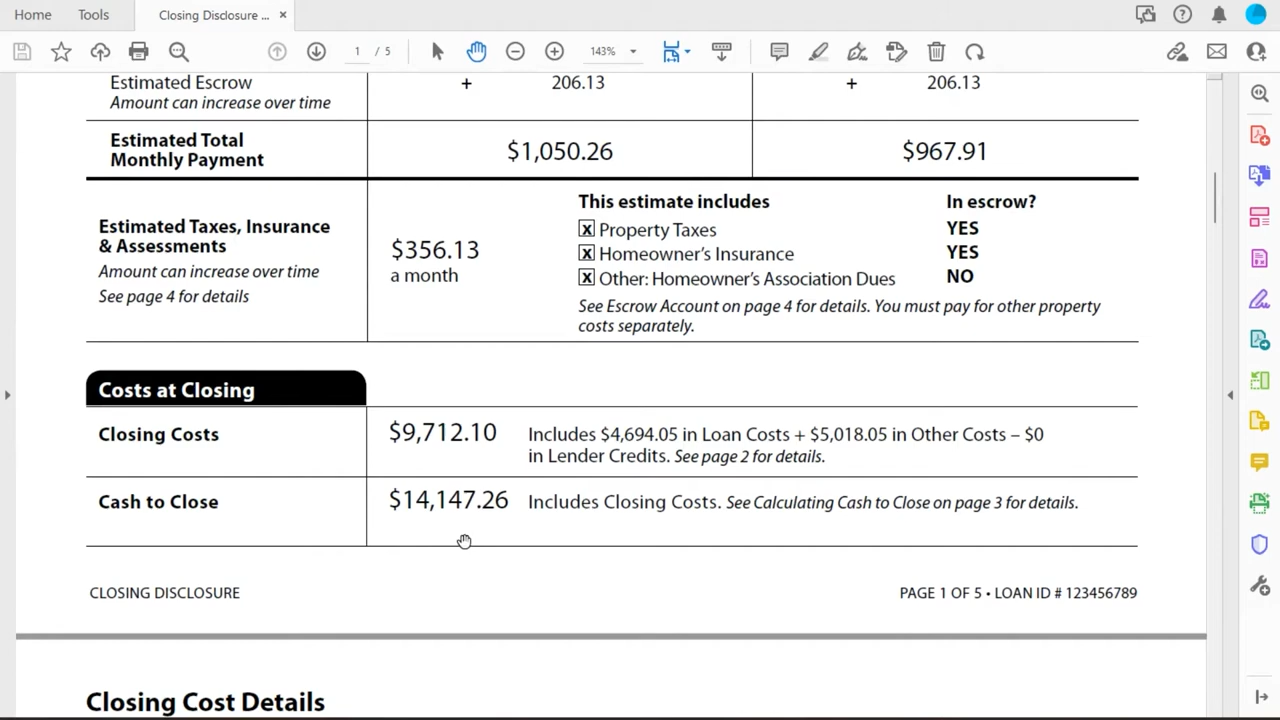 Home Tools Closing Disclosure ... ×
1 / 5 143%
Estimated Escrow + 206.13 + 206.13
Amount can increase over time
Estimated Total
Monthly Payment $1,050.26 $967.91
Estimated Taxes, Insurance
& Assessments
Amount can increase over time
See page 4 for details
$356.13
a month
This estimate includes In escrow?
X Property Taxes YES
X Homeowner's Insurance YES
X Other: Homeowner's Association Dues NO
See Escrow Account on page 4 for details. You must pay for other property
costs separately.
Costs at Closing
Closing Costs $9,712.10 Includes $4,694.05 in Loan Costs + $5,018.05 in Other Costs – $0
in Lender Credits. See page 2 for details.
Cash to Close $14,147.26 Includes Closing Costs. See Calculating Cash to Close on page 3 for details.
CLOSING DISCLOSURE PAGE 1 OF 5 • LOAN ID # 123456789
Closing Cost Details